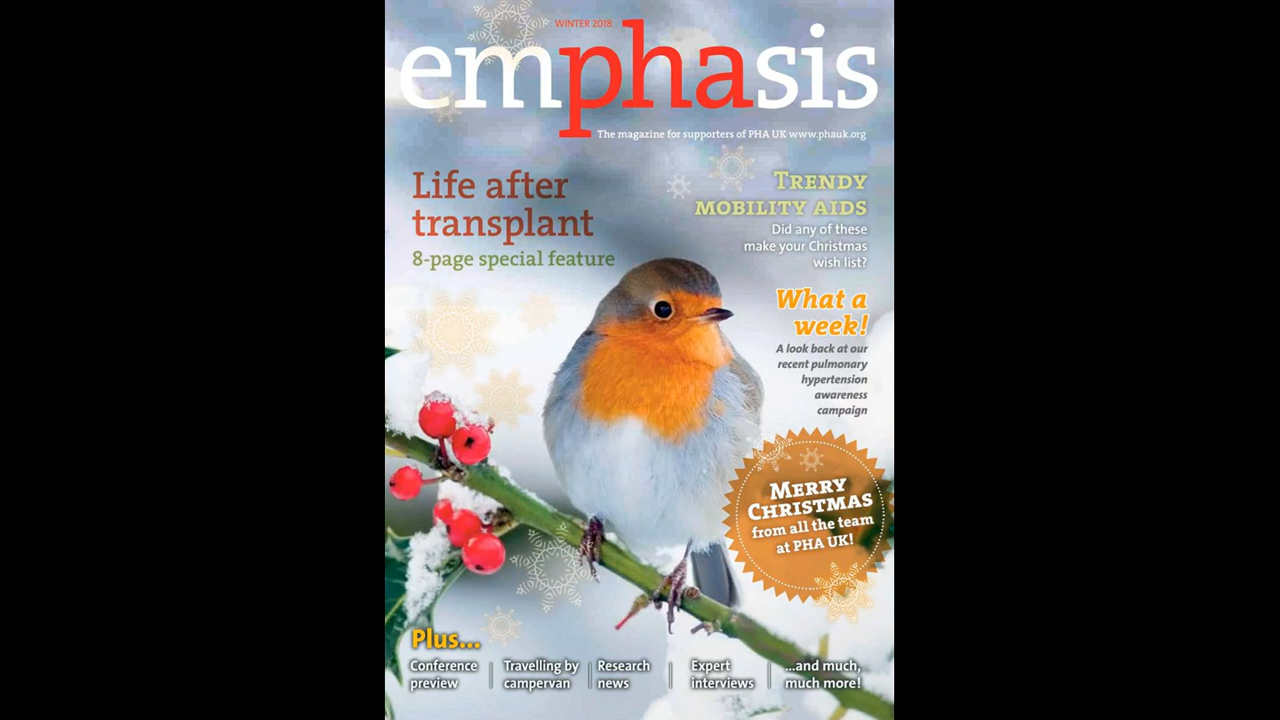 WINTER 2018
emphasis
The magazine for supporters of PHA UK www.phauk.org
Life after
transplant
8-page special feature
TRENDY
MOBILITY AIDS
Did any of these
make your Christmas
wish list?
What a
week!
A look back at our
recent pulmonary
hypertension
awareness
campaign
MERRY
CHRISTMAS
from all the team
at PHA UK!
Plus...
Conference
preview
Travelling by
campervan
Research
news
Expert
interviews
...and much,
much more!